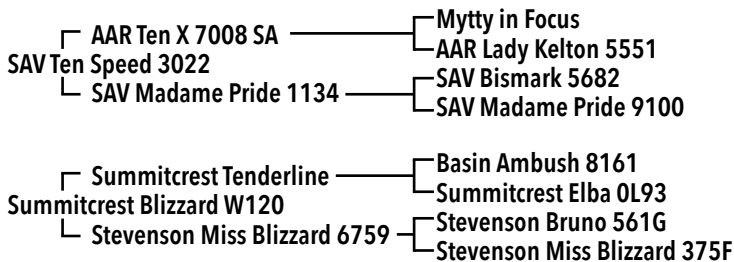 Mytty in Focus
AAR Ten X 7008 SA
AAR Lady Kelton 5551
SAV Ten Speed 3022
SAV Bismark 5682
SAV Madame Pride 1134
SAV Madame Pride 9100
Basin Ambush 8161
Summitcrest Tenderline
Summitcrest Elba 0L93
Summitcrest Blizzard W120
Stevenson Bruno 561G
Stevenson Miss Blizzard 6759
Stevenson Miss Blizzard 375F